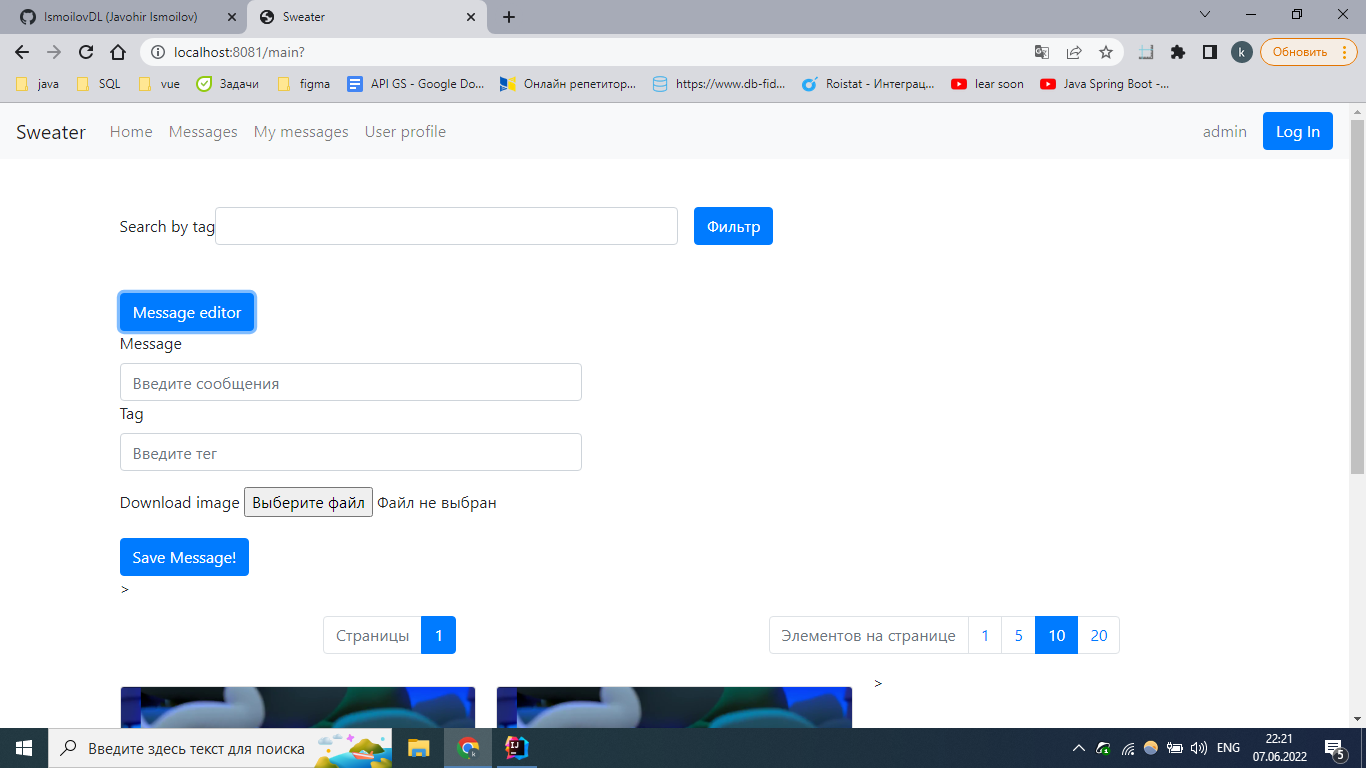 IsmoilovDL (Javohir Ismoilov)
Sweater
localhost:8081/main?
k
Обновить
java
SQL
vue
Задачи
figma
API GS - Google Do...
Онлайн репетитор...
https://www.db-fid...
Roistat - Интеграц...
lear soon
Java Spring Boot -...
Sweater Home Messages My messages User profile admin Log In
Search by tag Фильтр
Message editor
Message
Введите сообщения
Tag
Введите тег
Download image Выберите файл Файл не выбран
Save Message!
>
Страницы 1 Элементов на странице 1 5 10 20
>
Введите здесь текст для поиска
ENG
22:21
07.06.2022
5